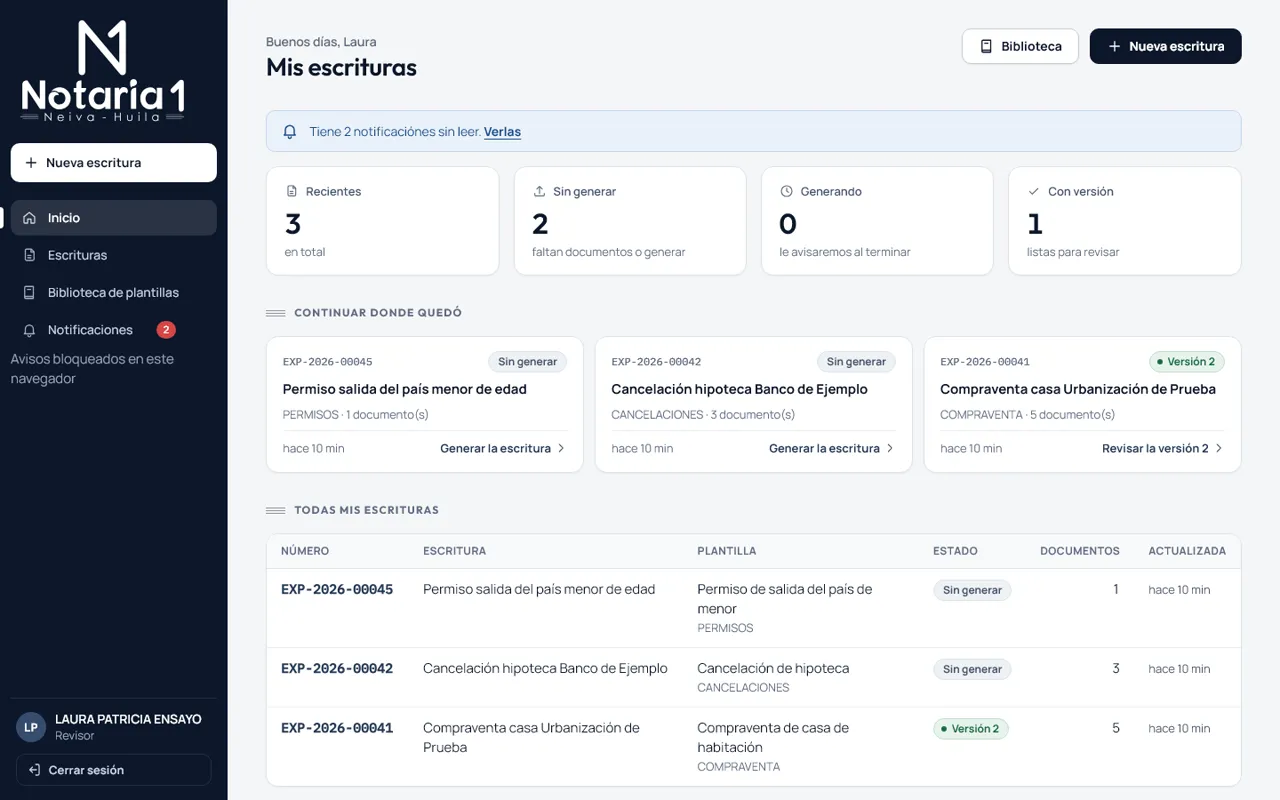 Notaría 1
Neiva - Huila
Nueva escritura
Inicio
Escrituras
Biblioteca de plantillas
Notificaciones 2
Avisos bloqueados en este
navegador
LP
LAURA PATRICIA ENSAYO
Revisor
Cerrar sesión
Buenos días, Laura
Mis escrituras
Biblioteca
Nueva escritura
Tiene 2 notificaciónes sin leer. Verlas
Recientes
3
en total
Sin generar
2
faltan documentos o generar
Generando
0
le avisaremos al terminar
Con versión
1
listas para revisar
CONTINUAR DONDE QUEDÓ
EXP-2026-00045 Sin generar
Permiso salida del país menor de edad
PERMISOS · 1 documento(s)
hace 10 min Generar la escritura
EXP-2026-00042 Sin generar
Cancelación hipoteca Banco de Ejemplo
CANCELACIONES · 3 documento(s)
hace 10 min Generar la escritura
EXP-2026-00041 Versión 2
Compraventa casa Urbanización de Prueba
COMPRAVENTA · 5 documento(s)
hace 10 min Revisar la versión 2
TODAS MIS ESCRITURAS
NÚMERO ESCRITURA PLANTILLA ESTADO DOCUMENTOS ACTUALIZADA
EXP-2026-00045 Permiso salida del país menor de edad Permiso de salida del país de Sin generar 1 hace 10 min
menor
PERMISOS
EXP-2026-00042 Cancelación hipoteca Banco de Ejemplo Cancelación de hipoteca Sin generar 3 hace 10 min
CANCELACIONES
EXP-2026-00041 Compraventa casa Urbanización de Compraventa de casa de Versión 2 5 hace 10 min
Prueba habitación
COMPRAVENTA